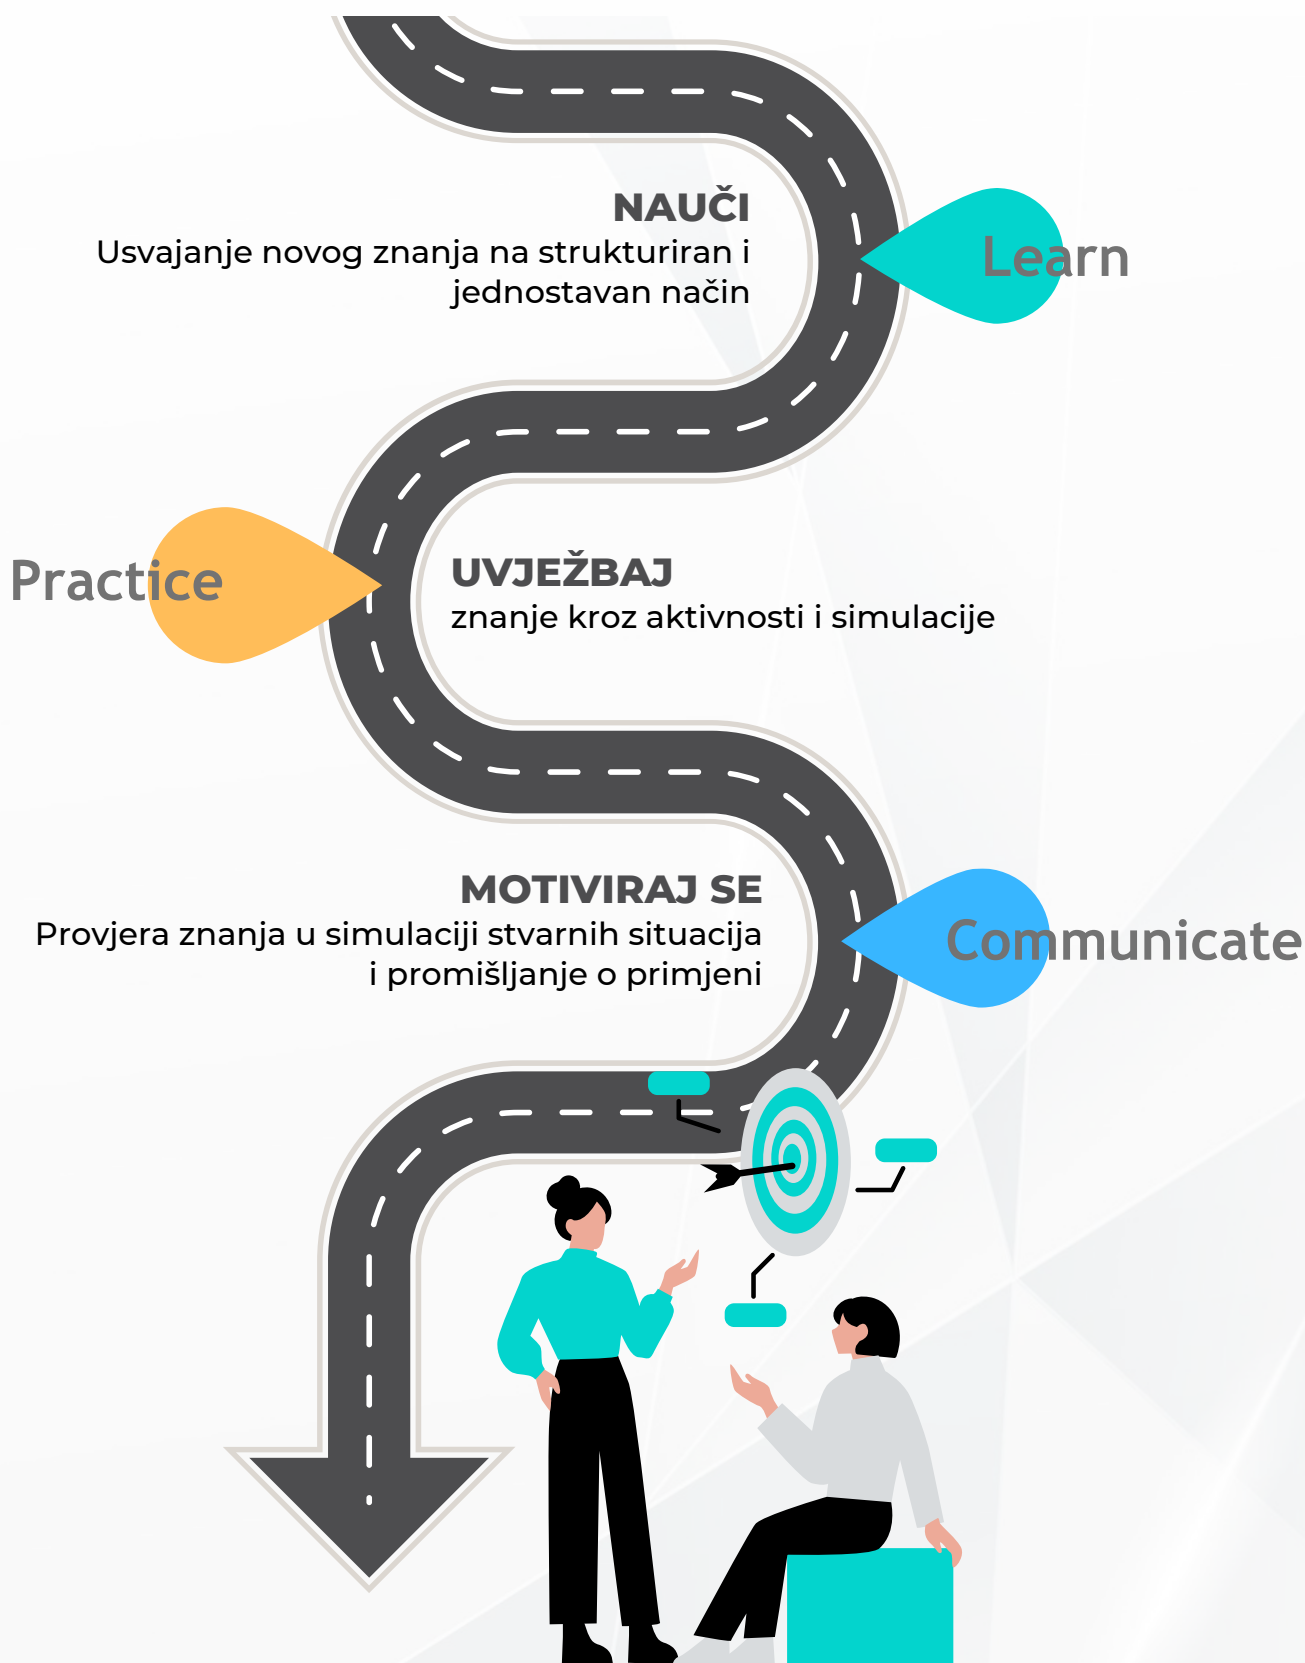 NAUČI
Usvajanje novog znanja na strukturiran i
jednostavan način
Learn
Practice
UVJEŽBAJ
znanje kroz aktivnosti i simulacije
MOTIVIRAJ SE
Provjera znanja u simulaciji stvarnih situacija
i promišljanje o primjeni
Communicate